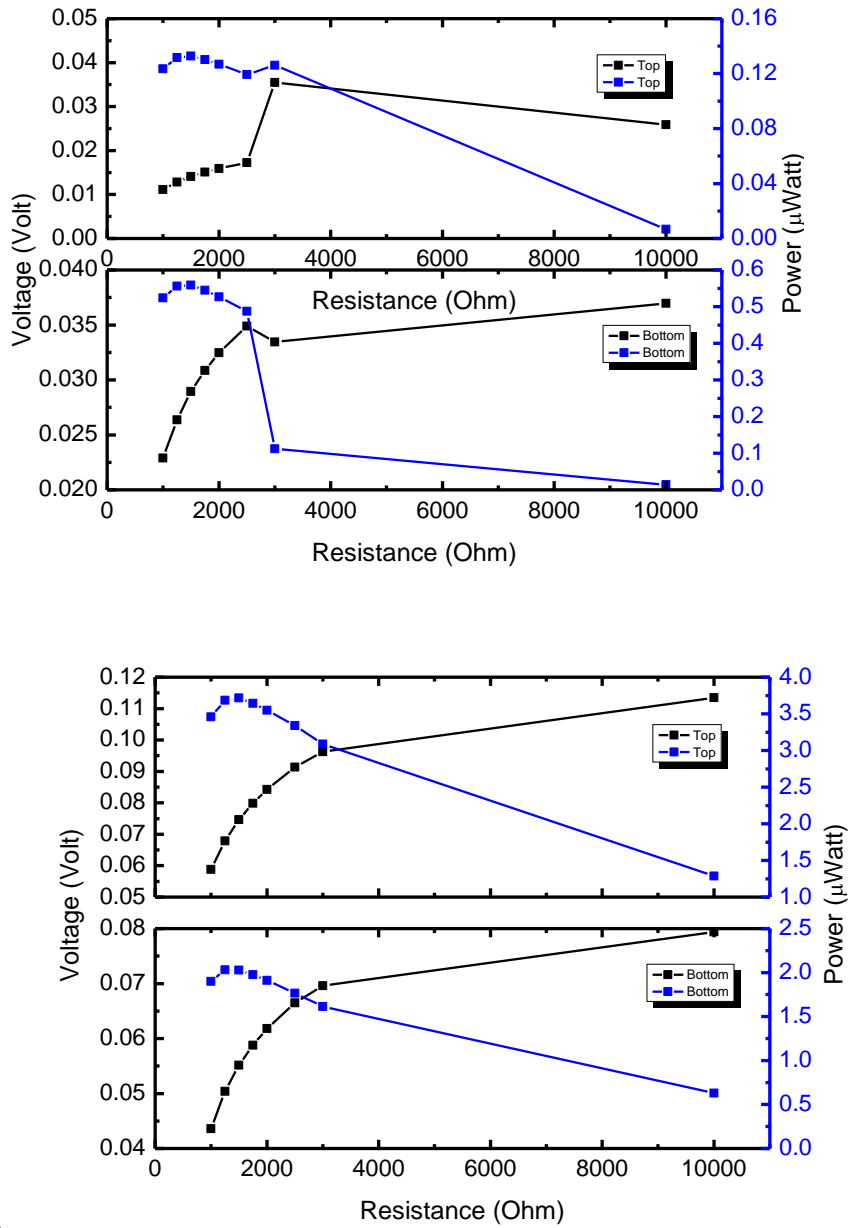 0.05
0.04
0.03
0.02
0.01
0.00
0.16
0.12
0.08
0.04
0.00
Top
Top
0 2000 4000 6000 8000 10000
Resistance (Ohm)
Voltage (Volt)
Power (μWatt)
0.040
0.035
0.030
0.025
0.020
0.6
0.5
0.4
0.3
0.2
0.1
0.0
Bottom
Bottom
0 2000 4000 6000 8000 10000
Resistance (Ohm)
0.12
0.11
0.10
0.09
0.08
0.07
0.06
0.05
4.0
3.5
3.0
2.5
2.0
1.5
1.0
Top
Top
Voltage (Volt)
Power (μWatt)
0.08
0.07
0.06
0.05
0.04
2.5
2.0
1.5
1.0
0.5
0.0
Bottom
Bottom
0 2000 4000 6000 8000 10000
Resistance (Ohm)